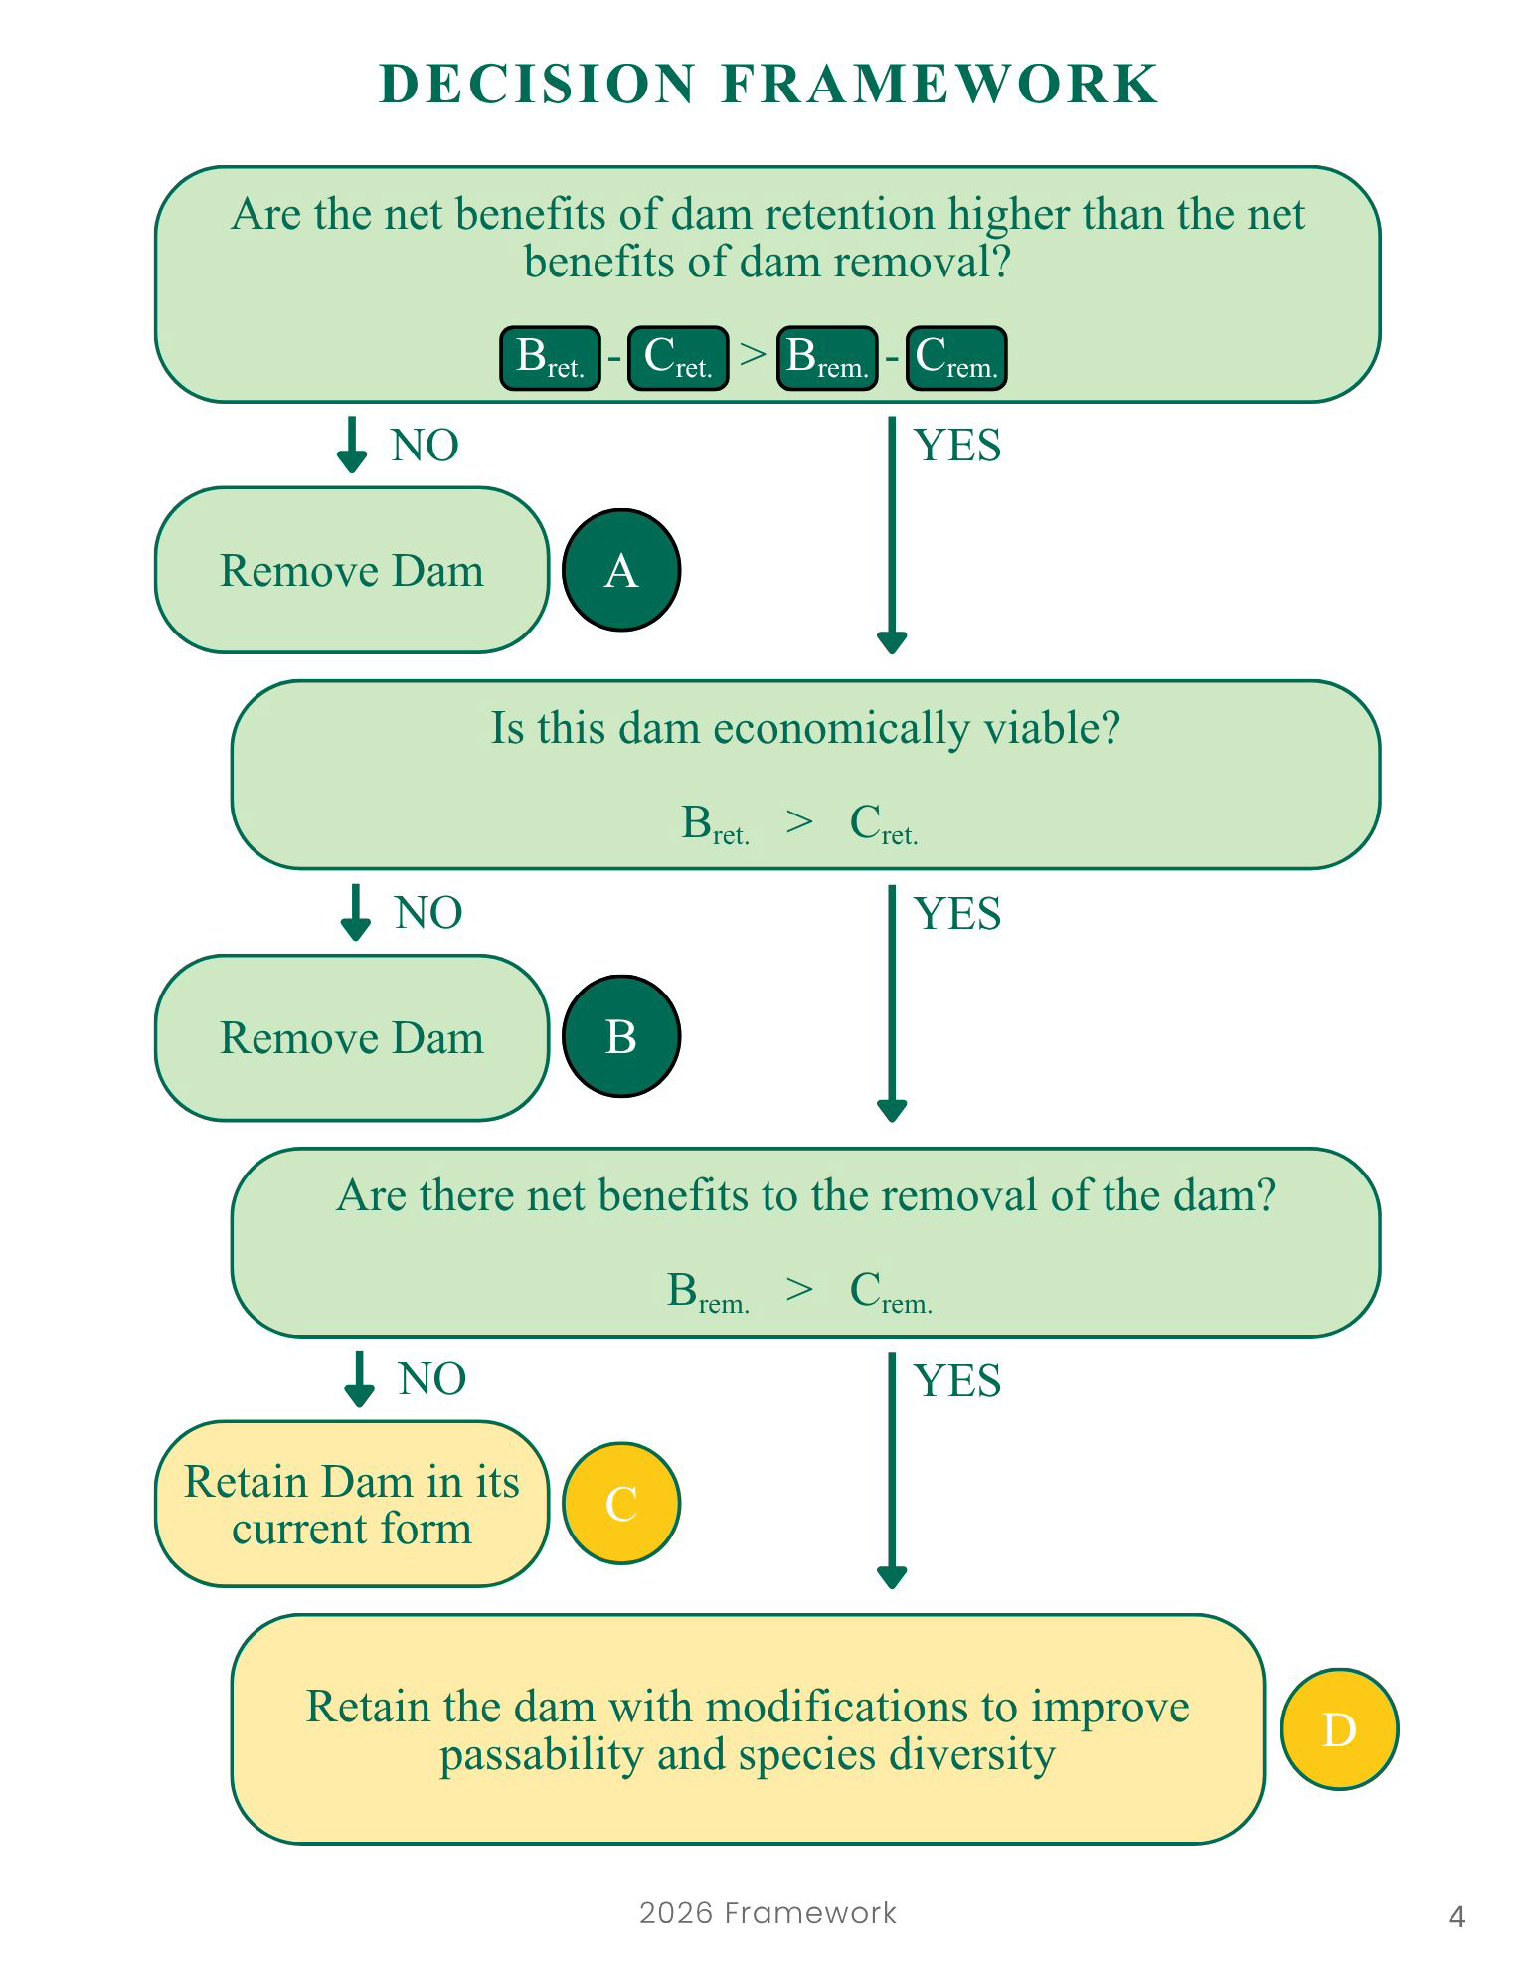 DECISION FRAMEWORK
Are the net benefits of dam retention higher than the net
benefits of dam removal?
Bret. - Cret. > Brem. - Crem.
NO
YES
Remove Dam
A
Is this dam economically viable?
Bret. > Cret.
NO
YES
Remove Dam
B
Are there net benefits to the removal of the dam?
Brem. > Crem.
NO
YES
Retain Dam in its
current form
C
Retain the dam with modifications to improve
passability and species diversity
D
2026 Framework
4